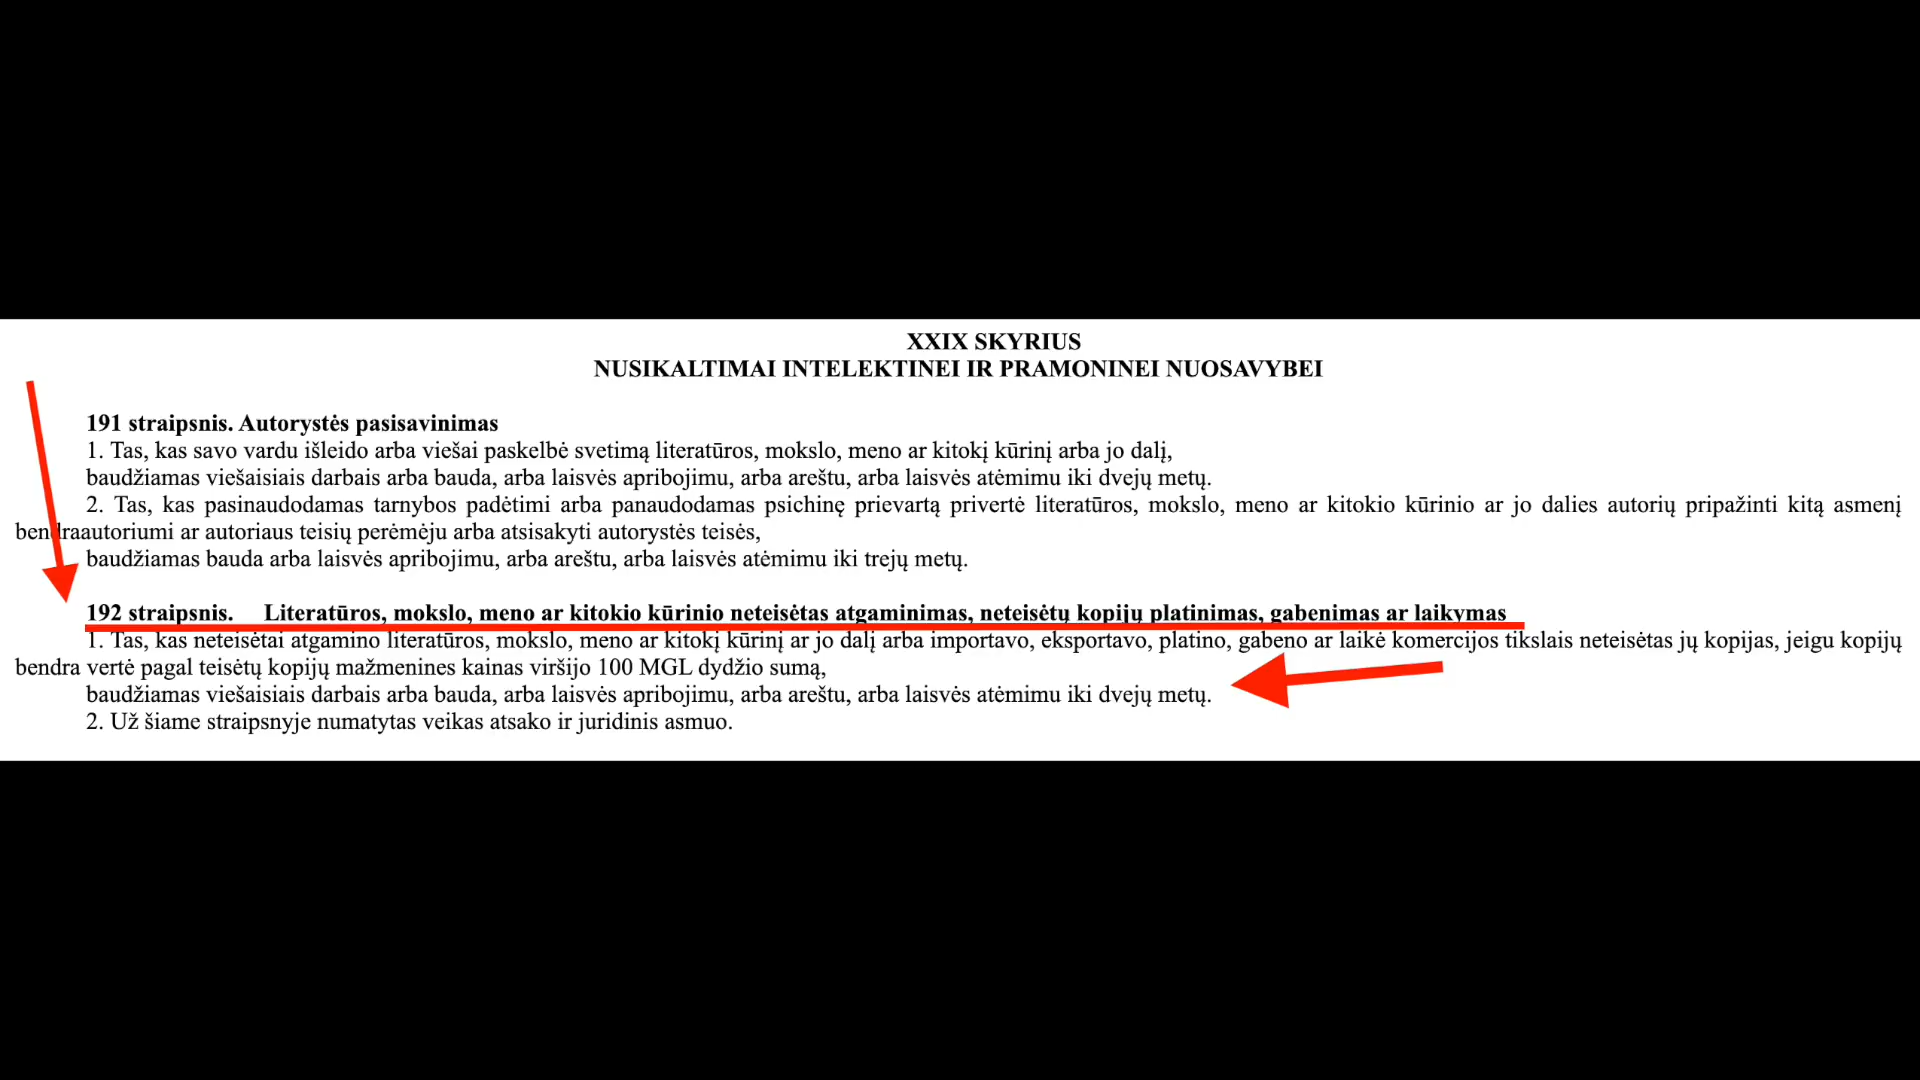 XXIX SKYRIUS
NUSIKALTIMAI INTELEKTINEI IR PRAMONINEI NUOSAVYBEI
191 straipsnis. Autorystės pasisavinimas
1. Tas, kas savo vardu išleido arba viešai paskelbė svetimą literatūros, mokslo, meno ar kitokį kūrinį arba jo dalį,
baudžiamas viešaisiais darbais arba bauda, arba laisvės apribojimu, arba areštu, arba laisvės atėmimu iki dvejų metų.
2. Tas, kas pasinaudodamas tarnybos padėtimi arba panaudodamas psichinę prievartą privertė literatūros, mokslo, meno ar kitokio kūrinio ar jo dalies autorių pripažinti kitą asmenį
bendraautoriumi ar autoriaus teisių perėmėju arba atsisakyti autorystės teisės,
baudžiamas bauda arba laisvės apribojimu, arba areštu, arba laisvės atėmimu iki trejų metų.
192 straipsnis. Literatūros, mokslo, meno ar kitokio kūrinio neteisėtas atgaminimas, neteisėtų kopijų platinimas, gabenimas ar laikymas
1. Tas, kas neteisėtai atgamino literatūros, mokslo, meno ar kitokį kūrinį ar jo dalį arba importavo, eksportavo, platino, gabeno ar laikė komercijos tikslais neteisėtas jų kopijas, jeigu kopijų
bendra vertė pagal teisėtų kopijų mažmenines kainas viršijo 100 MGL dydžio sumą,
baudžiamas viešaisiais darbais arba bauda, arba laisvės apribojimu, arba areštu, arba laisvės atėmimu iki dvejų metų.
2. Už šiame straipsnyje numatytas veikas atsako ir juridinis asmuo.